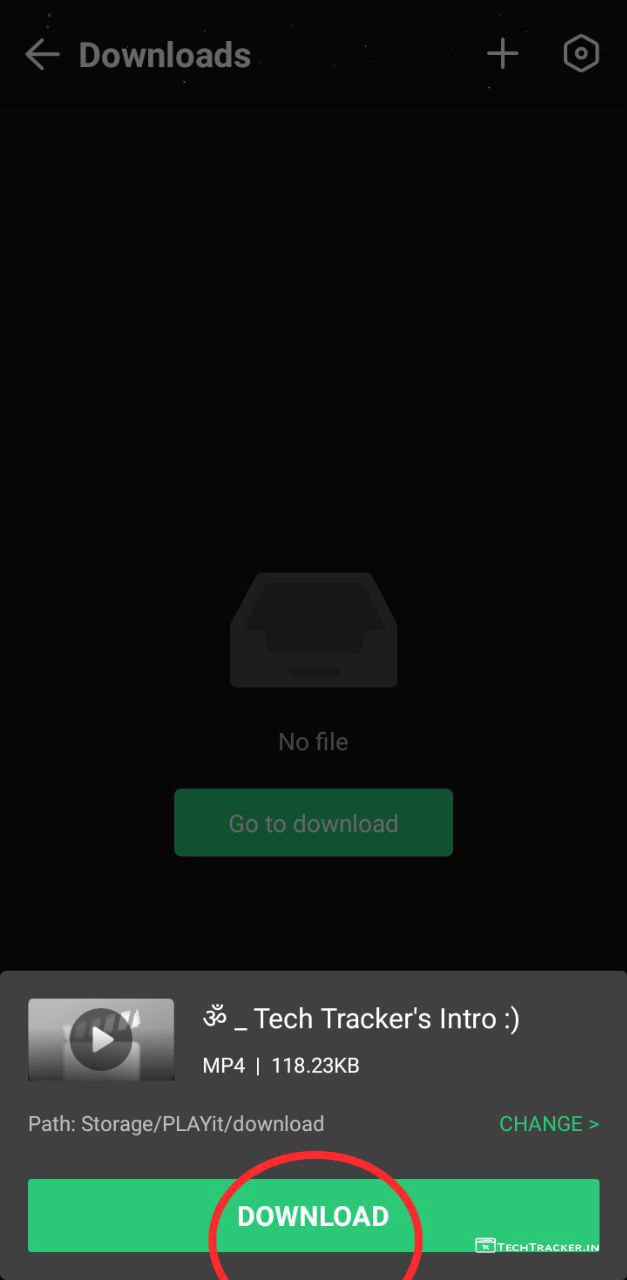 Downloads
No file
Go to download
ॐ _ Tech Tracker's Intro :)
MP4 | 118.23KB
Path: Storage/PLAYit/download
CHANGE >
DOWNLOAD
TECHTRACKER.IN